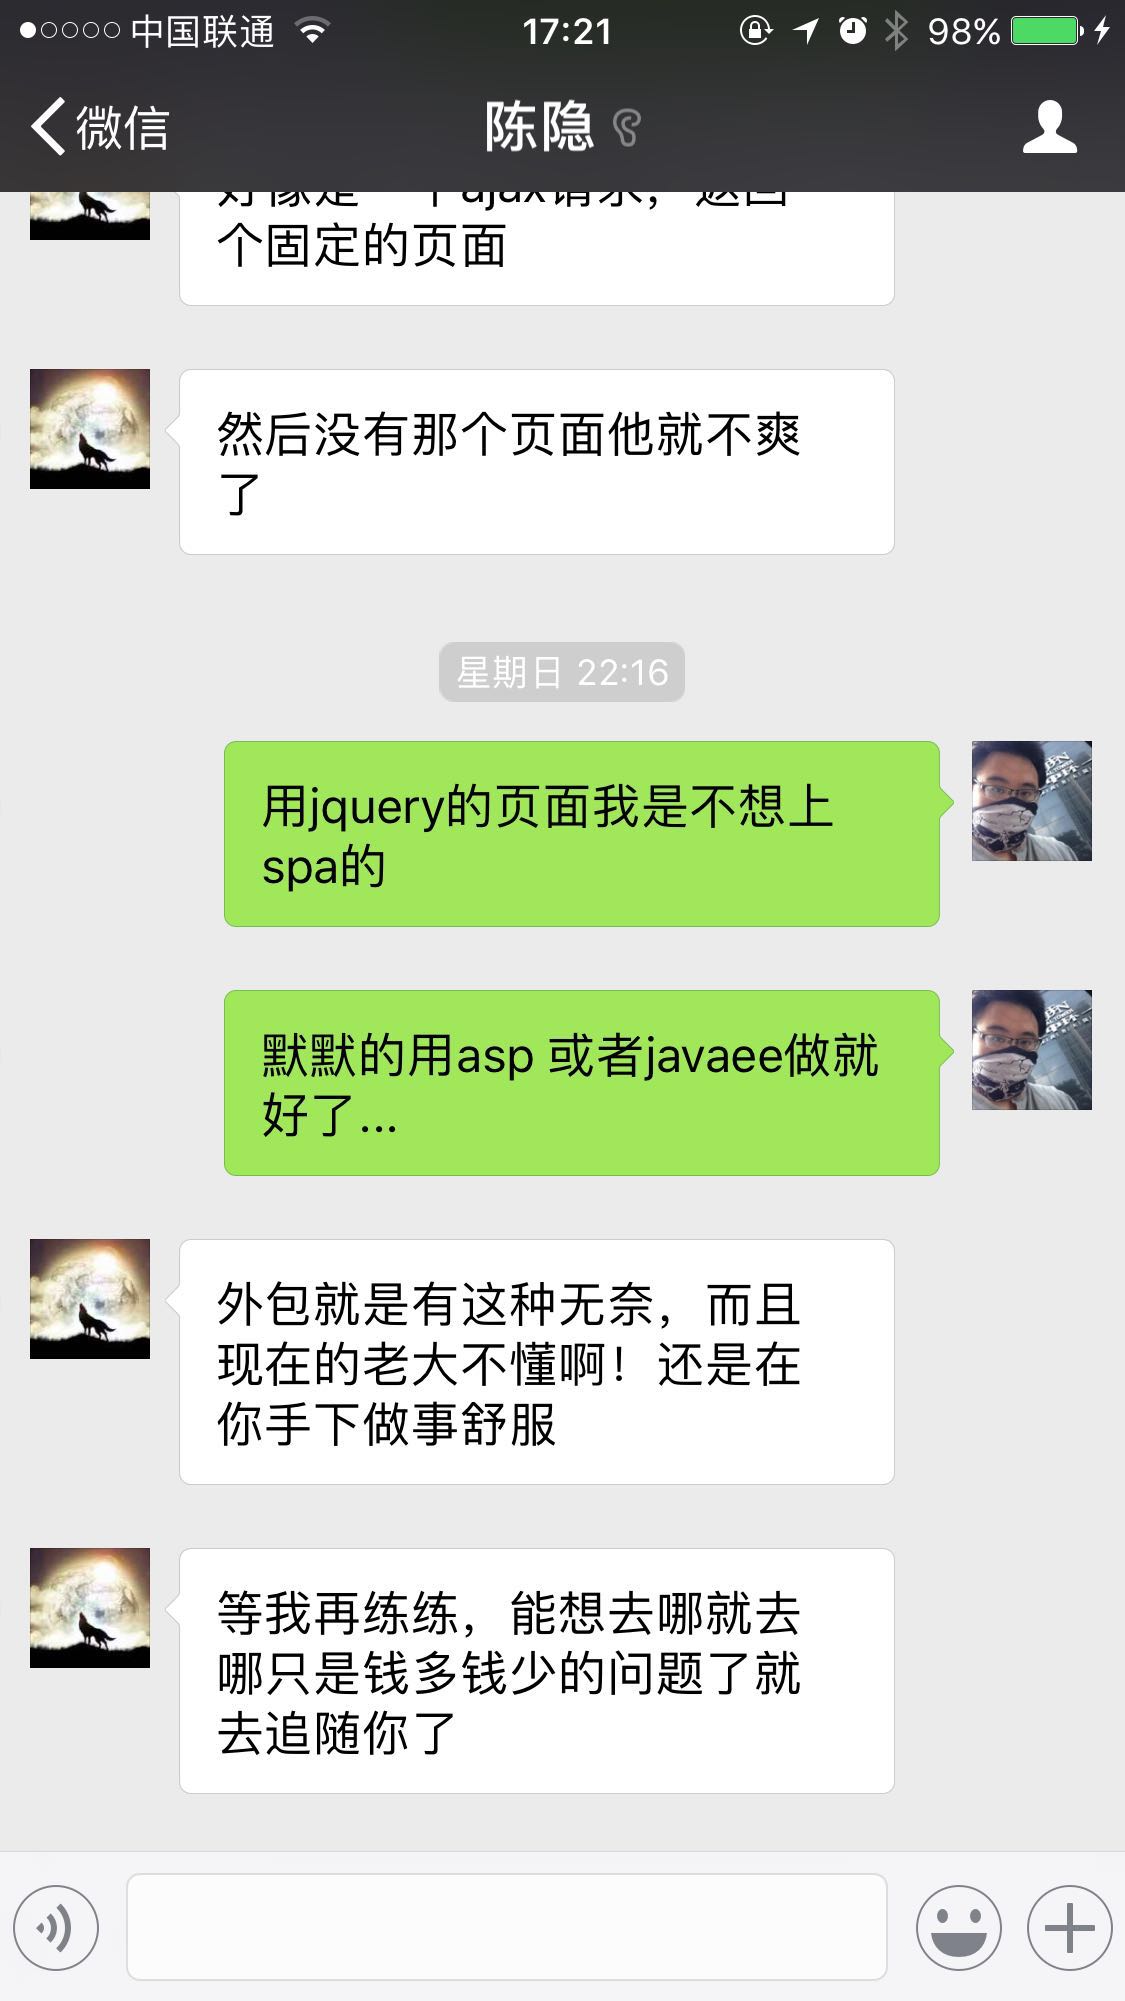 中国联通
17:21
98%
微信
陈隐
好像是一个ajax请求，返回
个固定的页面
然后没有那个页面他就不爽
了
星期日 22:16
用jquery的页面我是不想上
spa的
默默的用asp 或者javaee做就
好了...
外包就是有这种无奈，而且
现在的老大不懂啊！还是在
你手下做事舒服
等我再练练，能想去哪就去
哪只是钱多钱少的问题了就
去追随你了